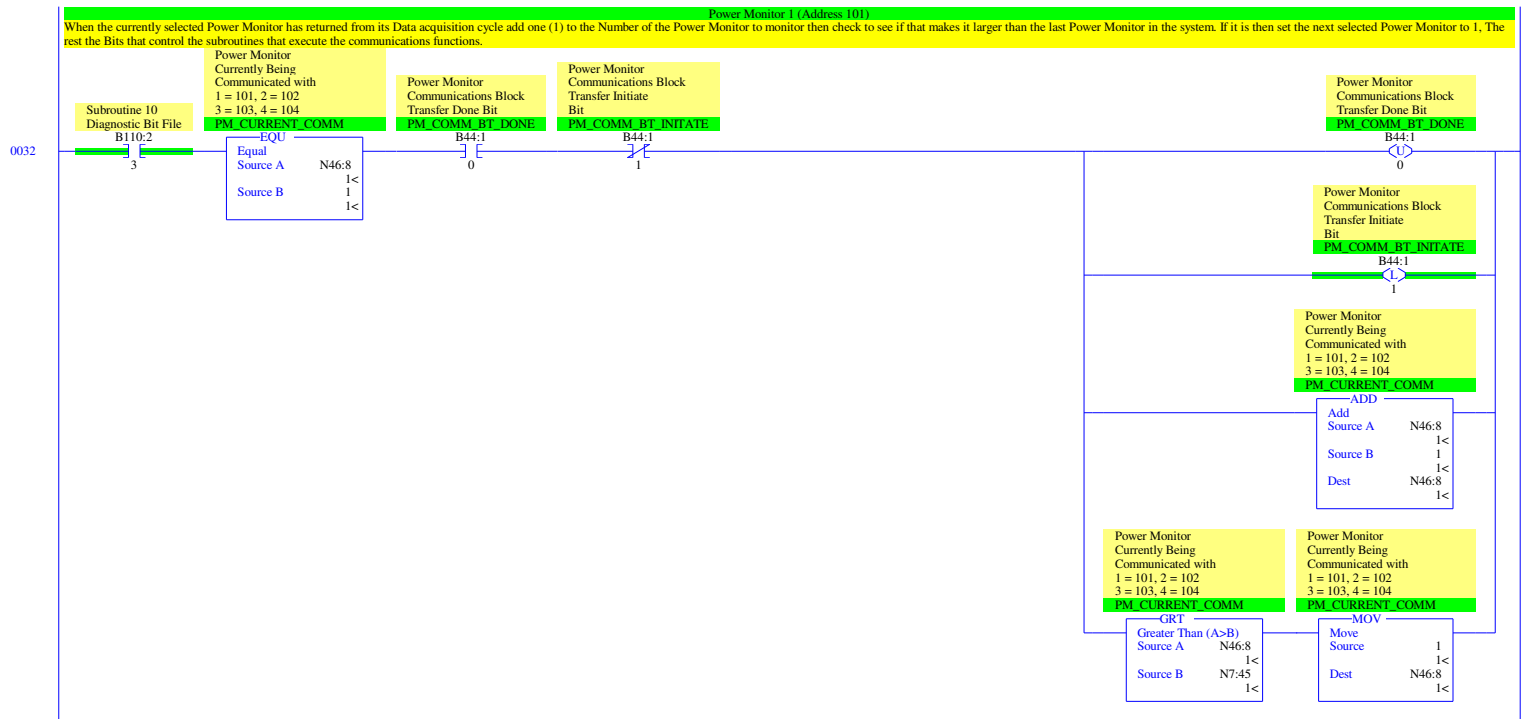 Power Monitor 1 (Address 101)
When the currently selected Power Monitor has returned from its Data acquisition cycle add one (1) to the Number of the Power Monitor to monitor then check to see if that makes it larger than the last Power Monitor in the system. If it is then set the next selected Power Monitor to 1, The
rest the Bits that control the subroutines that execute the communications functions.
0032
Subroutine 10
Diagnostic Bit File
B110:2
3
Power Monitor
Currently Being
Communicated with
1 = 101, 2 = 102
3 = 103, 4 = 104
PM_CURRENT_COMM
EQU
Equal
Source A N46:8
1<
Source B 1
1<
Power Monitor
Communications Block
Transfer Done Bit
PM_COMM_BT_DONE
B44:1
0
Power Monitor
Communications Block
Transfer Initiate
Bit
PM_COMM_BT_INITATE
B44:1
1
Power Monitor
Communications Block
Transfer Done Bit
PM_COMM_BT_DONE
B44:1
U
0
Power Monitor
Communications Block
Transfer Initiate
Bit
PM_COMM_BT_INITATE
B44:1
L
1
Power Monitor
Currently Being
Communicated with
1 = 101, 2 = 102
3 = 103, 4 = 104
PM_CURRENT_COMM
ADD
Add
Source A N46:8
1<
Source B 1
1<
Dest N46:8
1<
Power Monitor
Currently Being
Communicated with
1 = 101, 2 = 102
3 = 103, 4 = 104
PM_CURRENT_COMM
GRT
Greater Than (A>B)
Source A N46:8
1<
Source B N7:45
1<
Power Monitor
Currently Being
Communicated with
1 = 101, 2 = 102
3 = 103, 4 = 104
PM_CURRENT_COMM
MOV
Move
Source 1
1<
Dest N46:8
1<